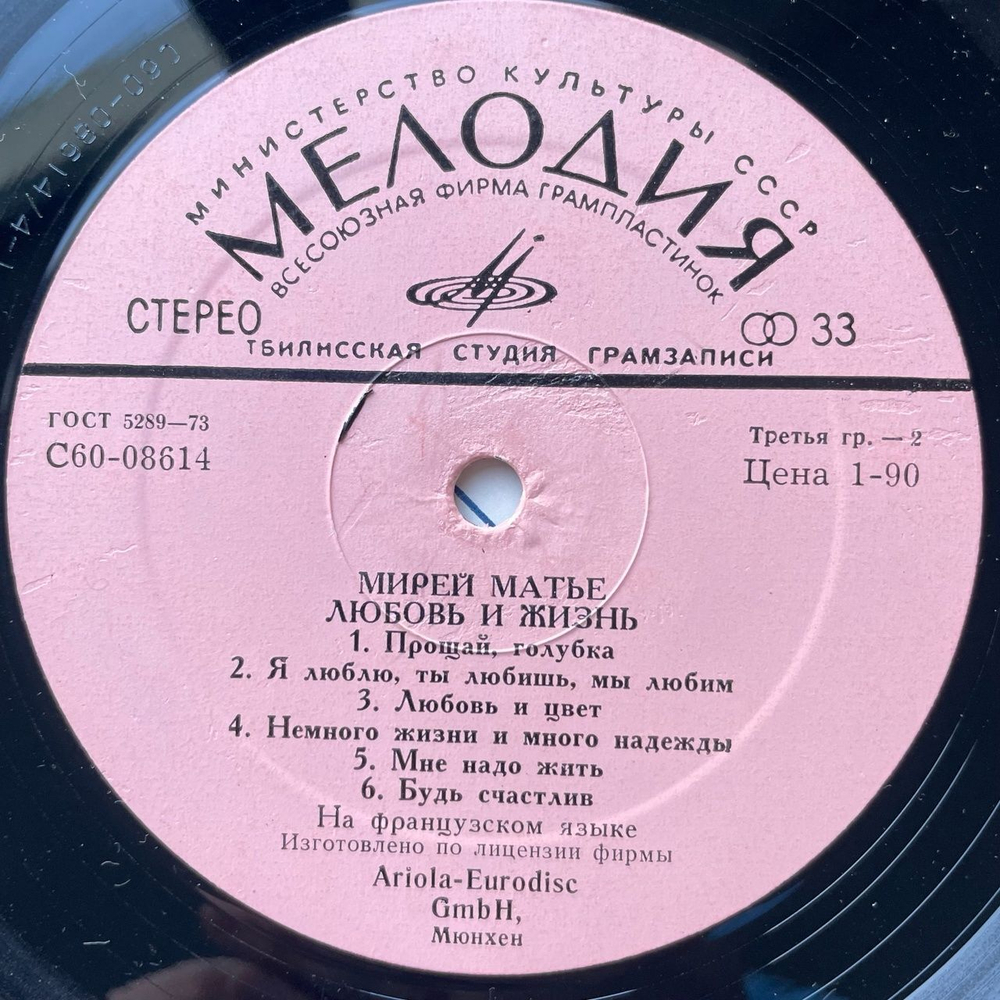 МИНИСТЕРСТВО КУЛЬТУРЫ СССР
МЕЛОДИЯ
ВСЕСОЮЗНАЯ ФИРМА ГРАМПЛАСТИНОК
СТЕРЕО
33
ТБИЛИССКАЯ СТУДИЯ ГРАМЗАПИСИ
ГОСТ 5289—73
С60-08614
Третья гр. — 2
Цена 1-90
МИРЕЙ МАТЬЕ
ЛЮБОВЬ И ЖИЗНЬ
1. Прощай, голубка
2. Я люблю, ты любишь, мы любим
3. Любовь и цвет
4. Немного жизни и много надежды
5. Мне надо жить
6. Будь счастлив
На французском языке
Изготовлено по лицензии фирмы
Ariola-Eurodisc
GmbH,
Мюнхен